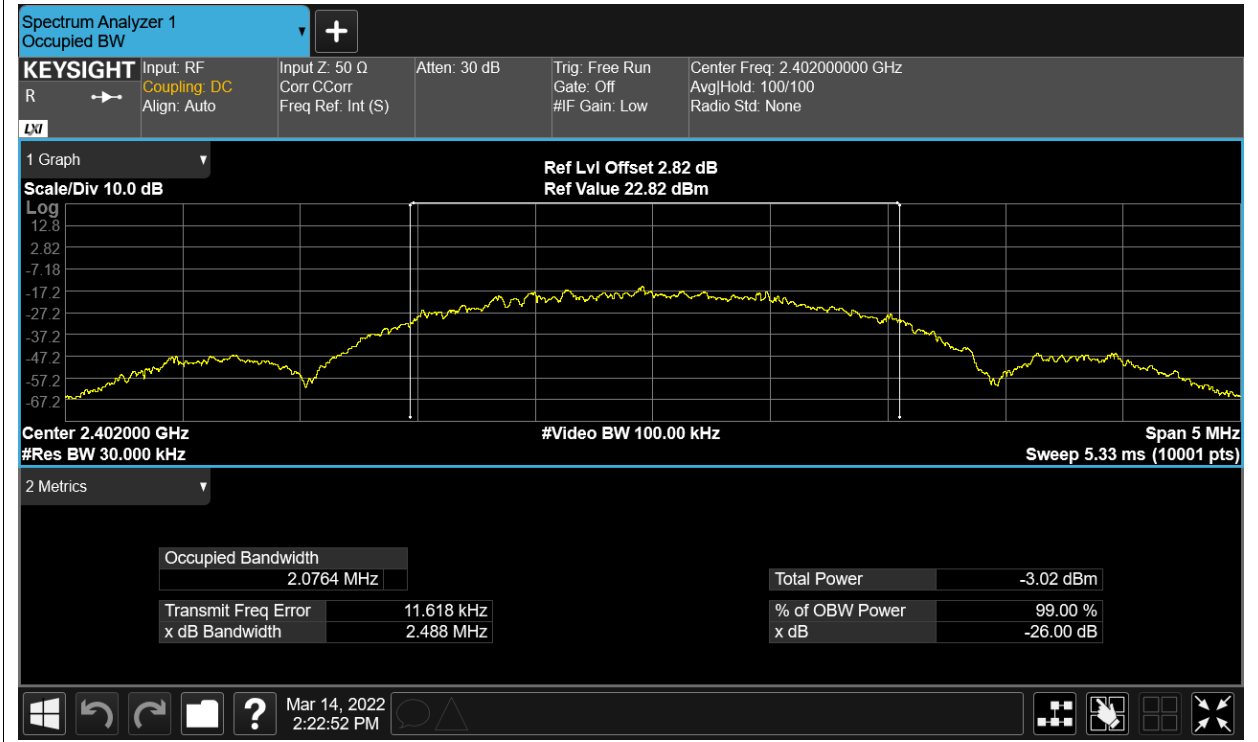 Spectrum Analyzer 1
Occupied BW
KEYSIGHT
R
LXI
Input: RF
Coupling: DC
Align: Auto
Input Z: 50 Ω
Corr CCorr
Freq Ref: Int (S)
Atten: 30 dB
Trig: Free Run
Gate: Off
#IF Gain: Low
Center Freq: 2.402000000 GHz
Avg|Hold: 100/100
Radio Std: None
1 Graph
Scale/Div 10.0 dB
Ref Lvl Offset 2.82 dB
Ref Value 22.82 dBm
Log
12.8
2.82
-7.18
-17.2
-27.2
-37.2
-47.2
-57.2
-67.2
Center 2.402000 GHz
#Video BW 100.00 kHz
Span 5 MHz
#Res BW 30.000 kHz
Sweep 5.33 ms (10001 pts)
2 Metrics
Occupied Bandwidth
2.0764 MHz
Total Power -3.02 dBm
Transmit Freq Error 11.618 kHz
% of OBW Power 99.00 %
x dB Bandwidth 2.488 MHz
x dB -26.00 dB
?
Mar 14, 2022
2:22:52 PM